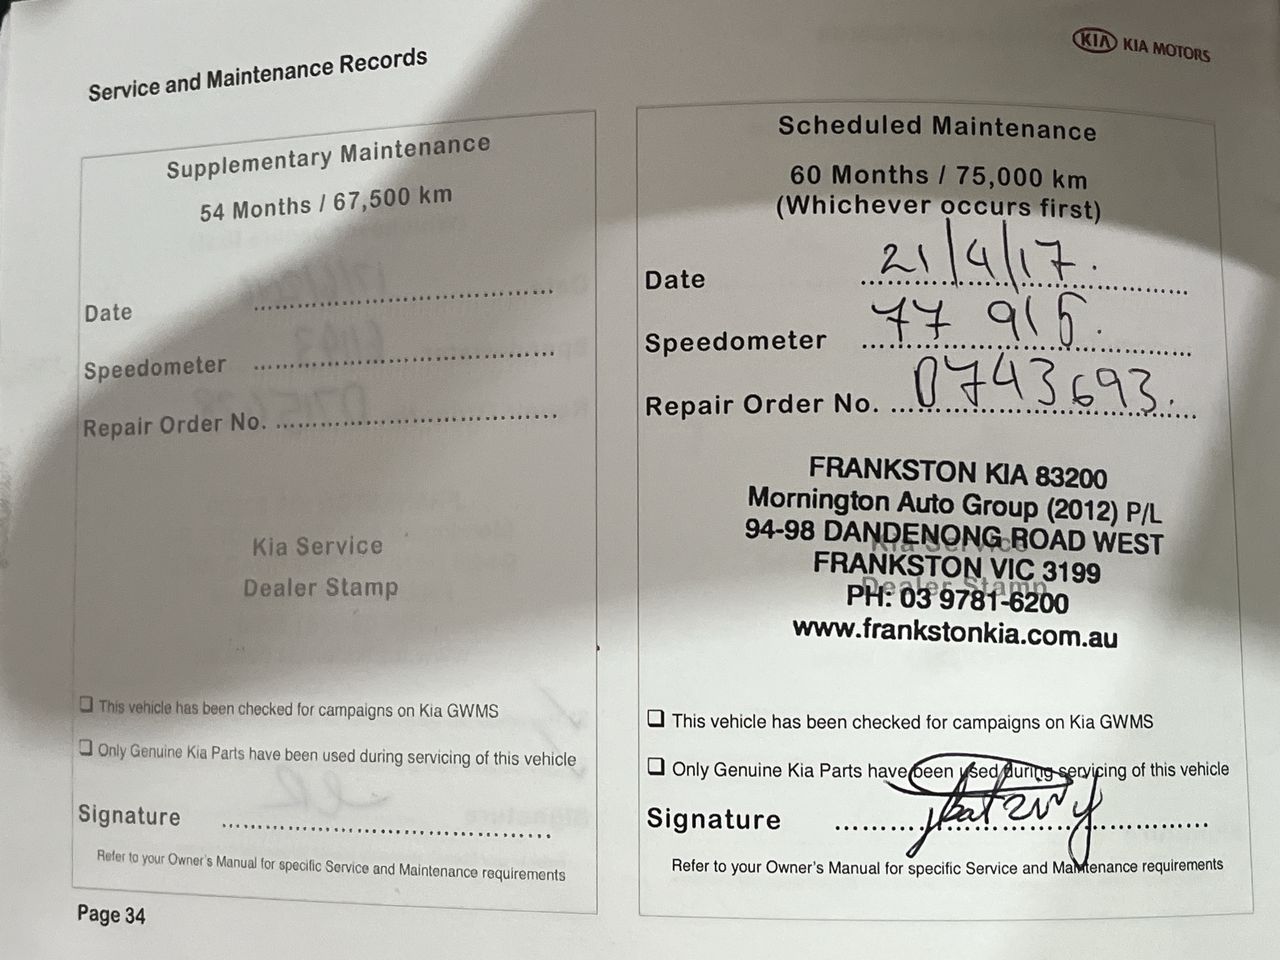 Service and Maintenance Records
KIA KIA MOTORS
Supplementary Maintenance
54 Months / 67,500 km
Date
Speedometer
Repair Order No.
Kia Service
Dealer Stamp
❑ This vehicle has been checked for campaigns on Kia GWMS
❑ Only Genuine Kia Parts have been used during servicing of this vehicle
Signature
Refer to your Owner's Manual for specific Service and Maintenance requirements
Page 34
Scheduled Maintenance
60 Months / 75,000 km
(Whichever occurs first)
Date 21/4/17.
Speedometer 77 915.
Repair Order No. 0743693.
FRANKSTON KIA 83200
Mornington Auto Group (2012) P/L
94-98 DANDENONG ROAD WEST
Kia Service
FRANKSTON VIC 3199
Dealer Stamp
PH: 03 9781-6200
www.frankstonkia.com.au
❑ This vehicle has been checked for campaigns on Kia GWMS
❑ Only Genuine Kia Parts have been used during servicing of this vehicle
Signature
Refer to your Owner's Manual for specific Service and Maintenance requirements